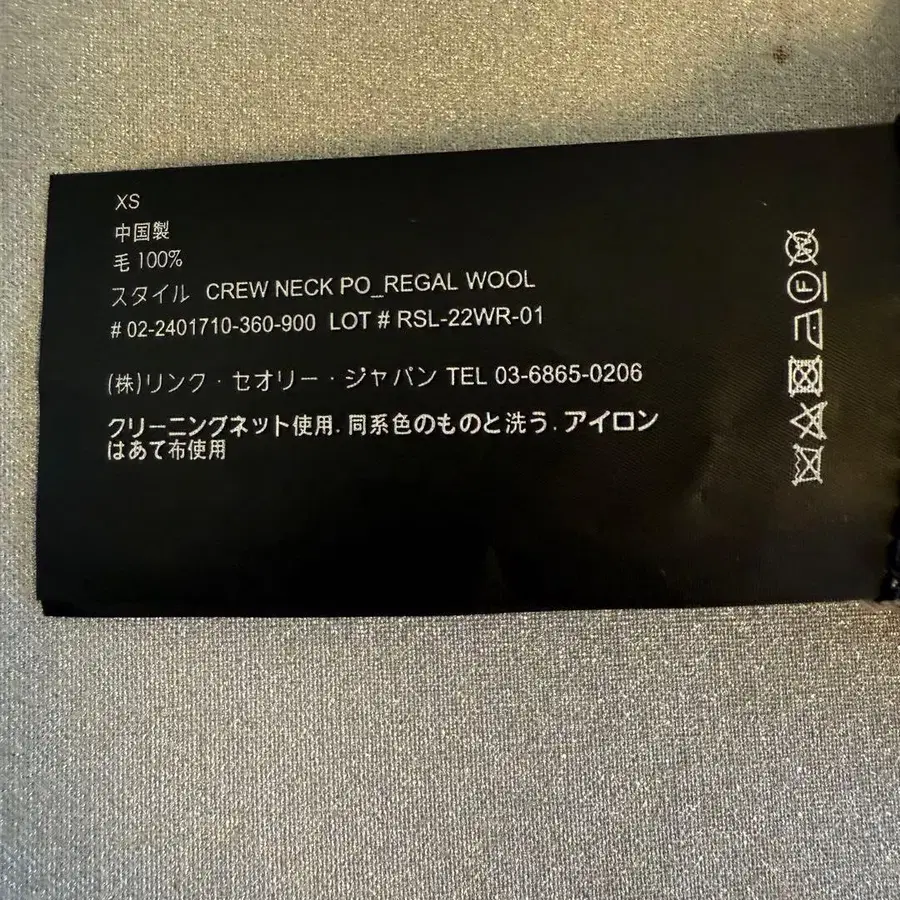 XS
中国製
毛 100%
スタイル CREW NECK PO_REGAL WOOL
# 02-2401710-360-900 LOT # RSL-22WR-01
(株)リンク・セオリー・ジャパン TEL 03-6865-0206
クリーニングネット使用. 同系色のものと洗う. アイロン
はあて布使用
W
F